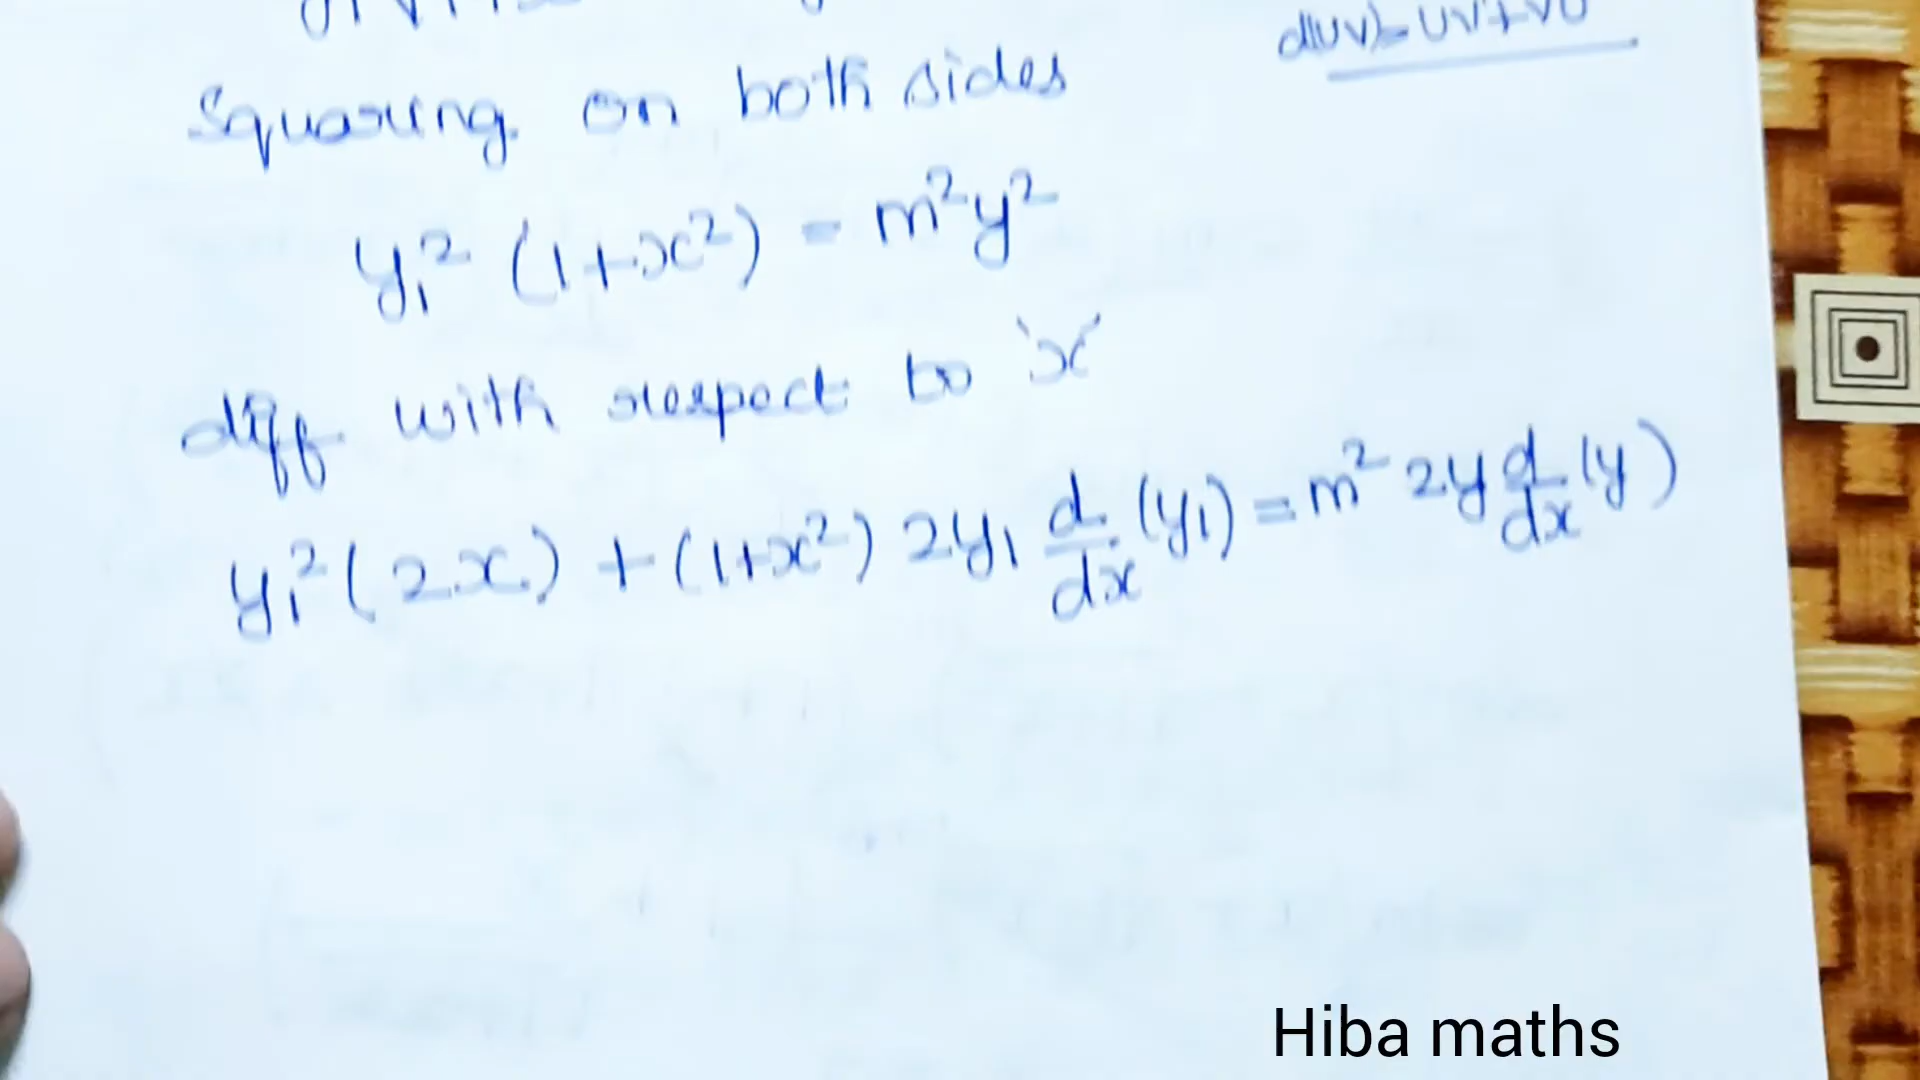 d(uv)=uv'+vu'
Squaring on both sides
y₁² (1+x²) = m²y²
diff with respect to 'x'
y₁²(2x) + (1+x²) 2y₁ d/dx (y₁) = m² 2y d/dx (y)
Hiba maths